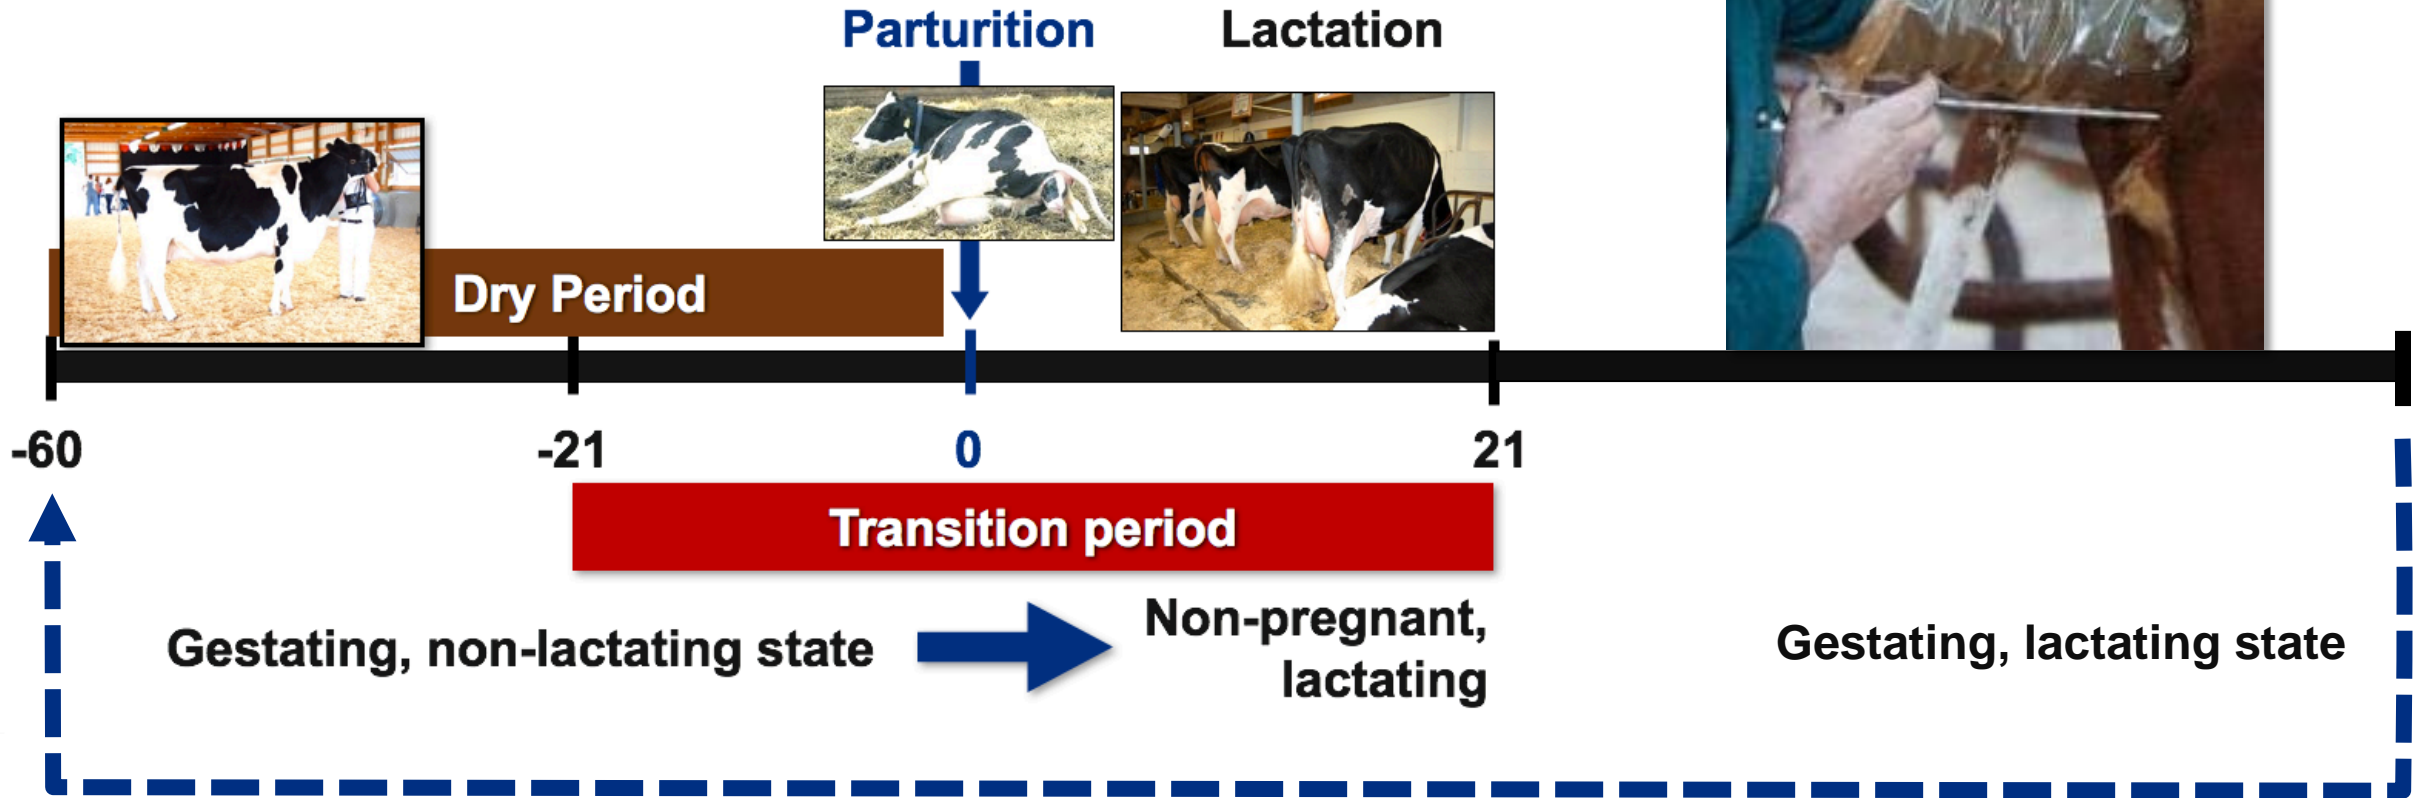 Parturition
Lactation
Dry Period
-60
-21
0
21
Transition period
Gestating, non-lactating state
Non-pregnant,
lactating
Gestating, lactating state